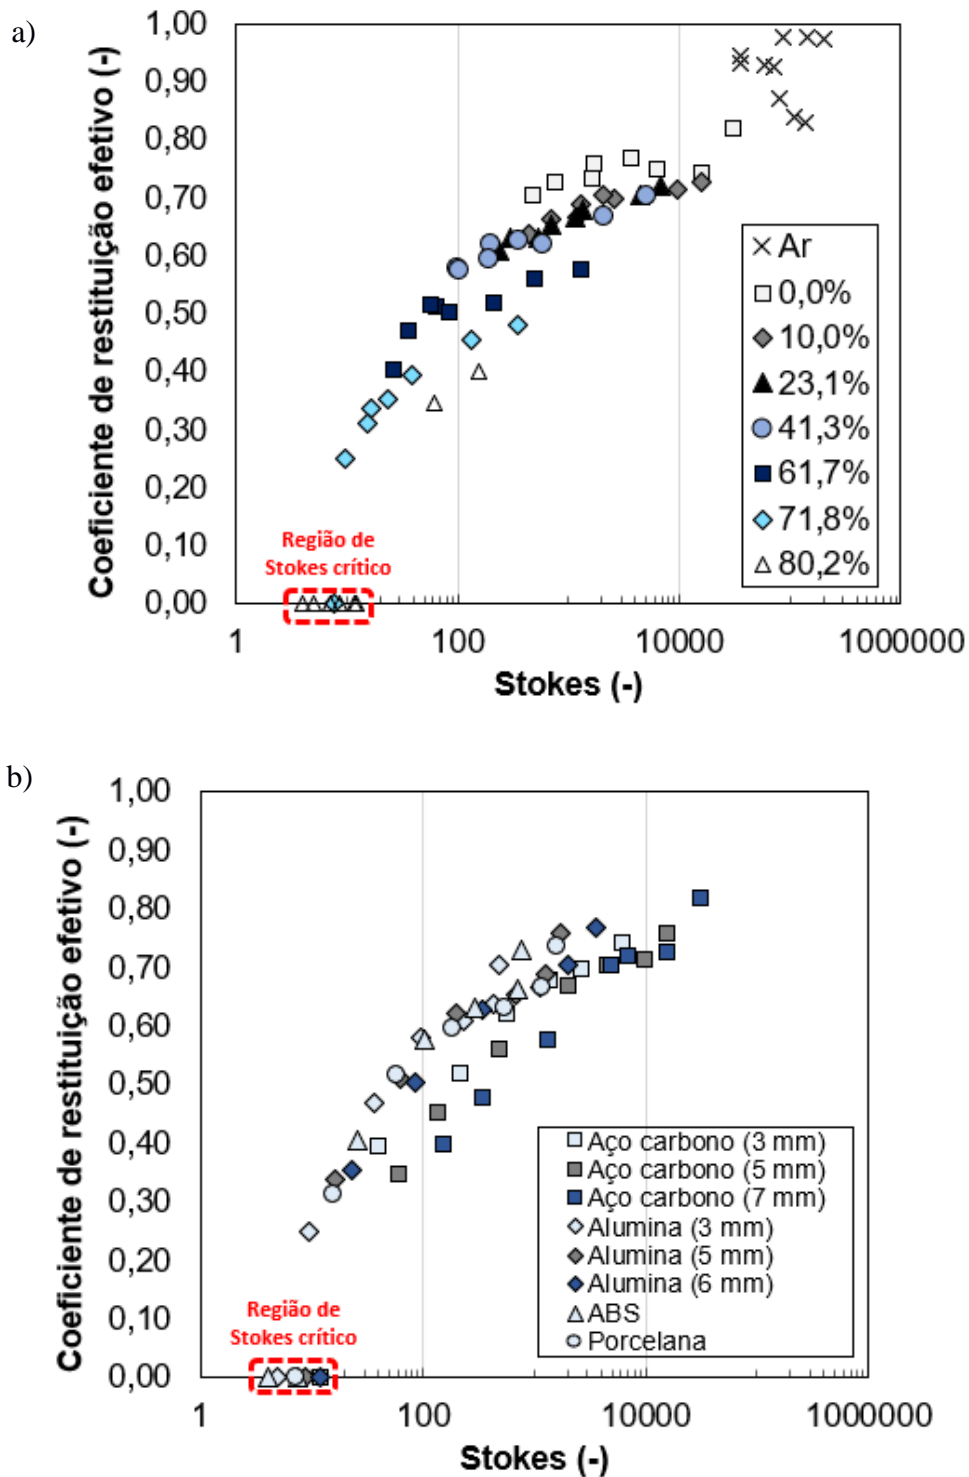 a)
Coeficiente de restituição efetivo (-)
1,00
0,90
0,80
0,70
0,60
0,50
0,40
0,30
0,20
0,10
0,00
Ar
0,0%
10,0%
23,1%
41,3%
61,7%
71,8%
80,2%
Região de
Stokes crítico
1 100 10000 1000000
Stokes (-)
b)
Coeficiente de restituição efetivo (-)
1,00
0,90
0,80
0,70
0,60
0,50
0,40
0,30
0,20
0,10
0,00
Aço carbono (3 mm)
Aço carbono (5 mm)
Aço carbono (7 mm)
Alumina (3 mm)
Alumina (5 mm)
Alumina (6 mm)
ABS
Porcelana
Região de
Stokes crítico
1 100 10000 1000000
Stokes (-)